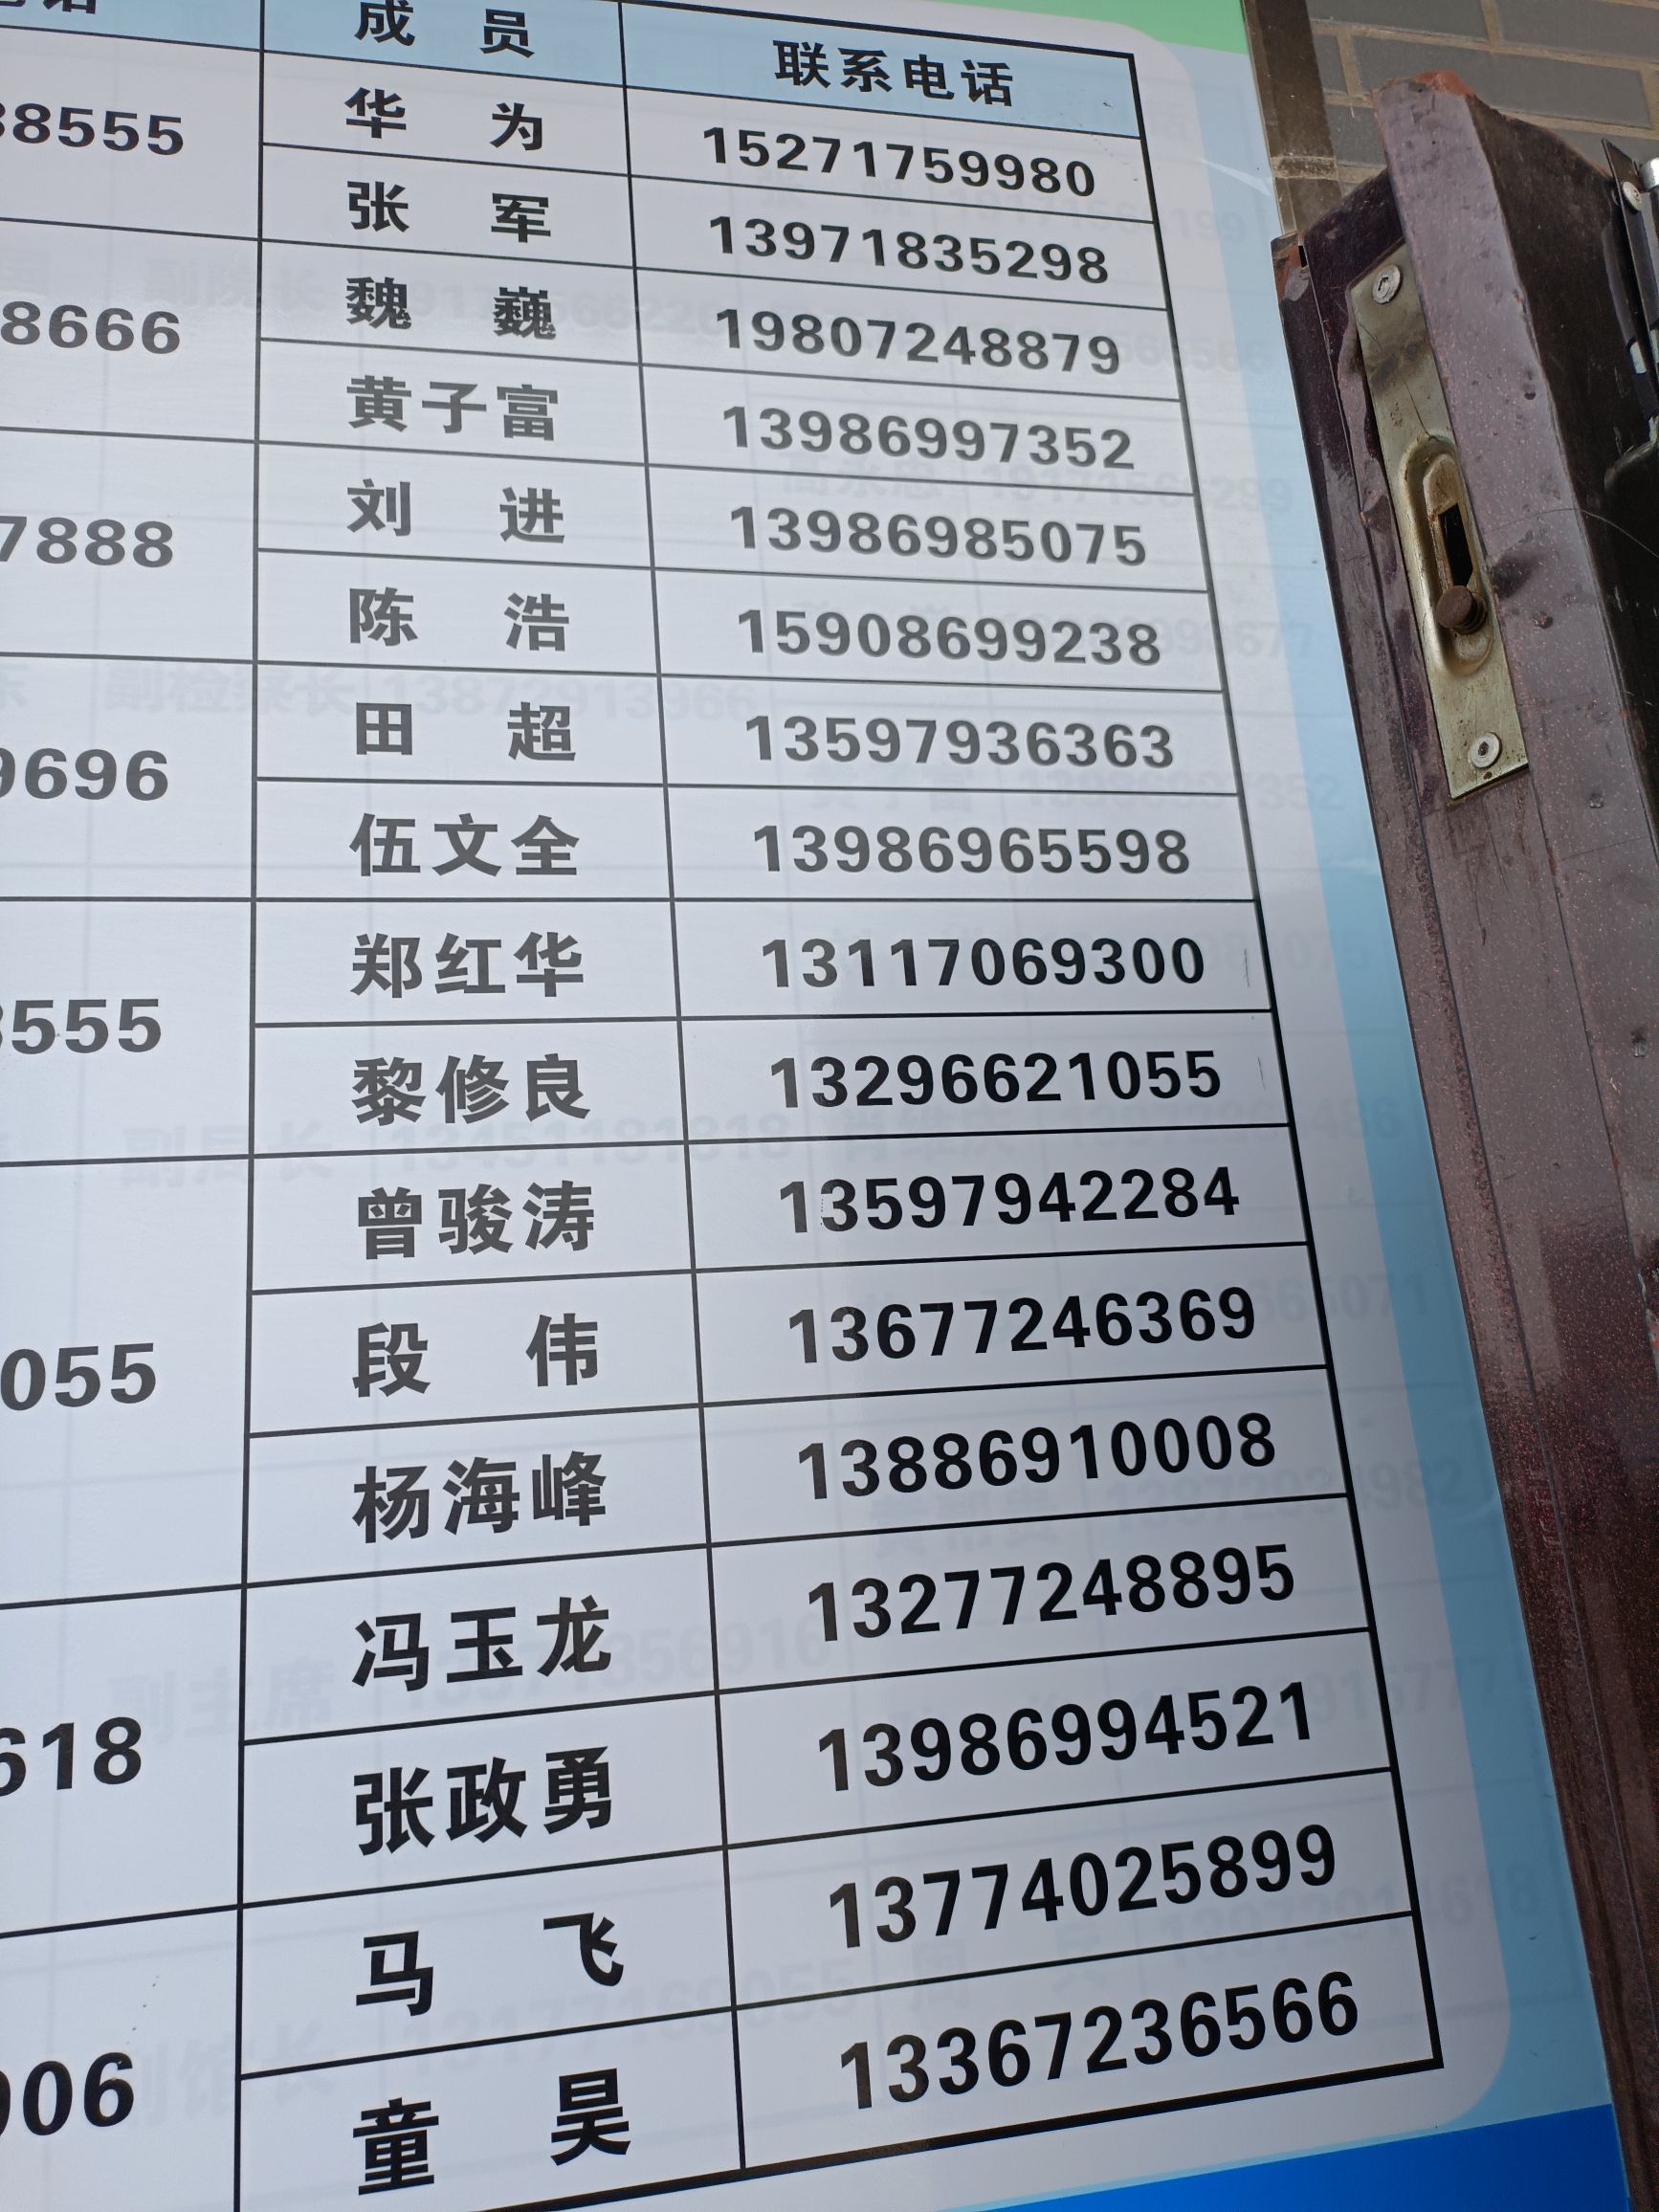 成 员 联系电话
8555 华 为 15271759980
张 军 13971835298
8666 魏 巍 19807248879
黄子富 13986997352
7888 刘 进 13986985075
陈 浩 15908699238
9696 田 超 13597936363
伍文全 13986965598
555 郑红华 13117069300
黎修良 13296621055
055 曾骏涛 13597942284
段 伟 13677246369
杨海峰 13886910008
618 冯玉龙 13277248895
张政勇 13986994521
906 马 飞 13774025899
童 昊 13367236566